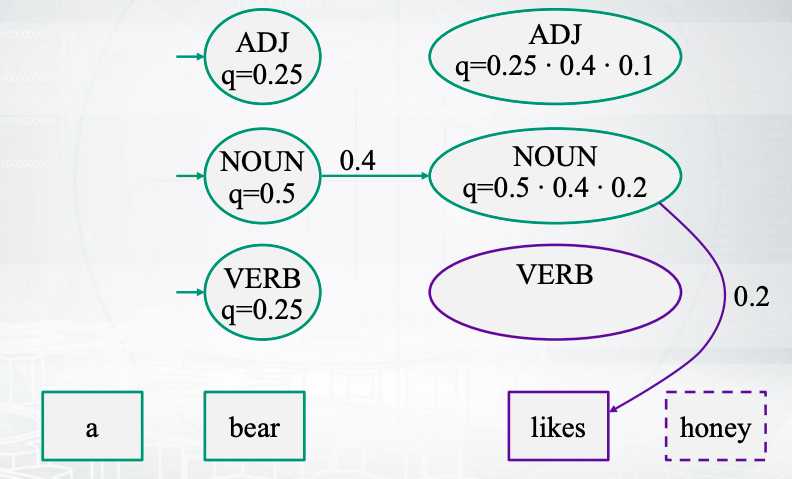 ADJ
q=0.25
ADJ
q=0.25 · 0.4 · 0.1
NOUN
q=0.5
0.4
NOUN
q=0.5 · 0.4 · 0.2
VERB
q=0.25
VERB
0.2
a
bear
likes
honey